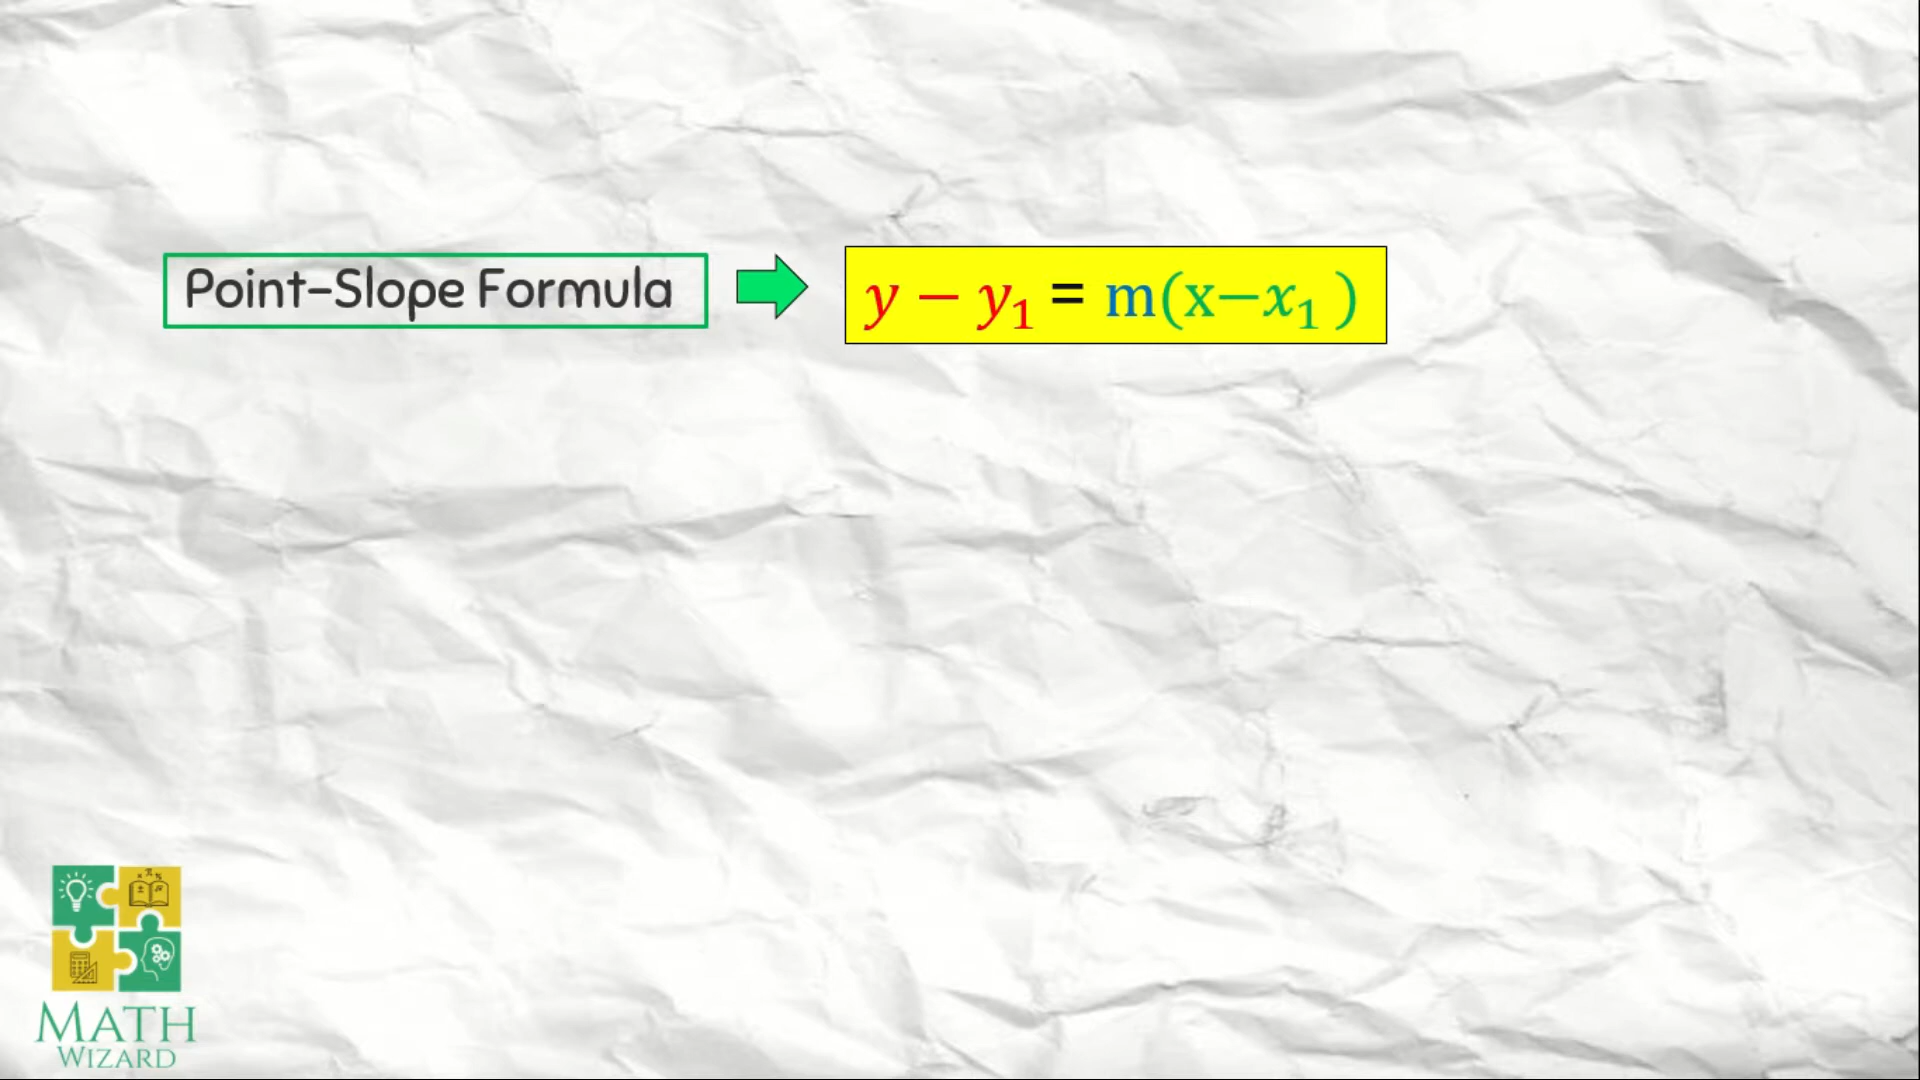 Point-Slope Formula
y − y₁ = m(x−x₁ )
MATH
WIZARD